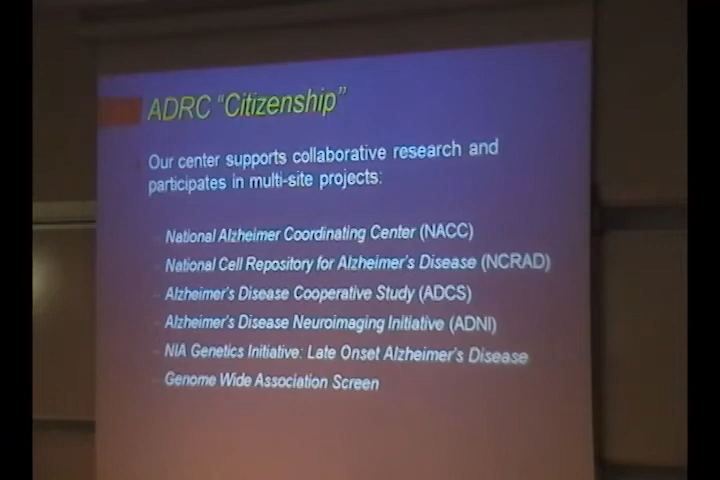 ADRC “Citizenship”
Our center supports collaborative research and
participates in multi-site projects:
National Alzheimer Coordinating Center (NACC)
National Cell Repository for Alzheimer's Disease (NCRAD)
Alzheimer's Disease Cooperative Study (ADCS)
Alzheimer's Disease Neuroimaging Initiative (ADNI)
NIA Genetics Initiative: Late Onset Alzheimer's Disease
Genome Wide Association Screen